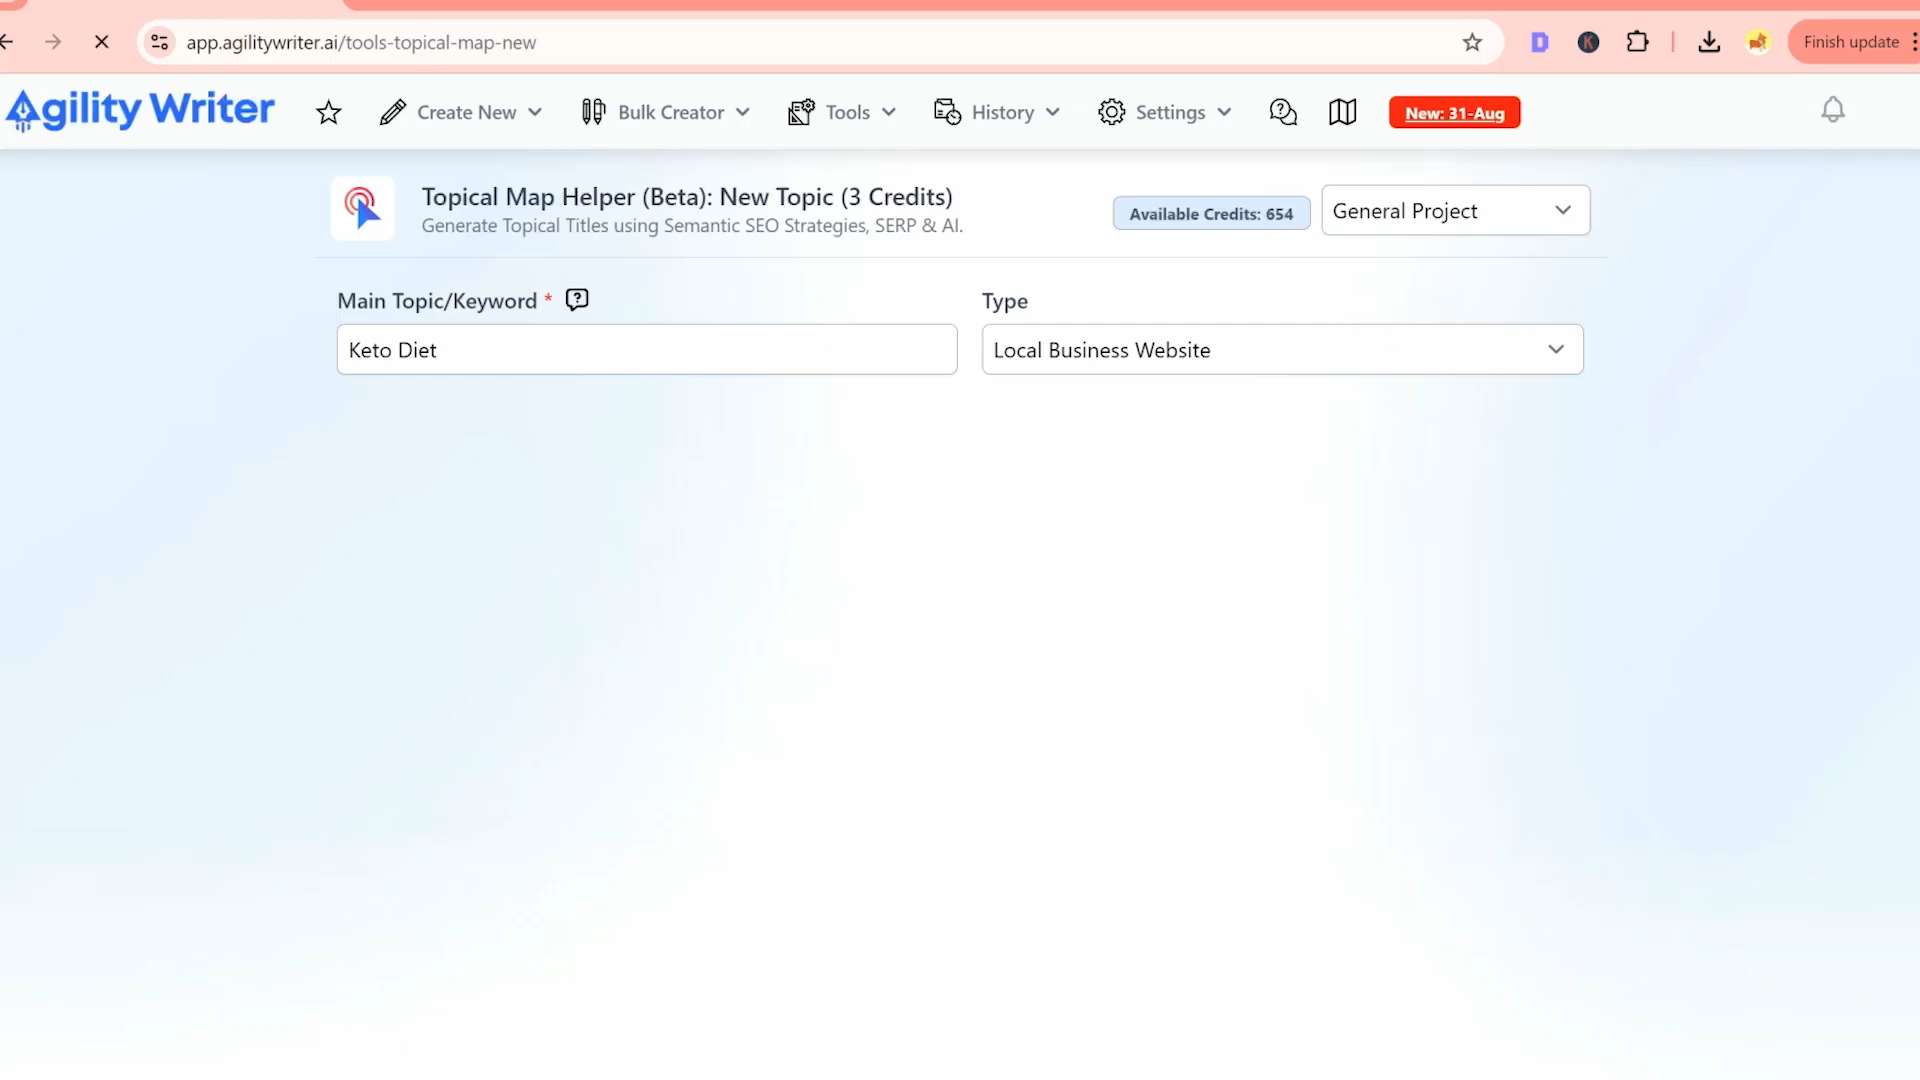 app.agilitywriter.ai/tools-topical-map-new
D
K
Finish update
Agility Writer
Create New
Bulk Creator
Tools
History
Settings
New: 31-Aug
Topical Map Helper (Beta): New Topic (3 Credits)
Generate Topical Titles using Semantic SEO Strategies, SERP & AI.
Available Credits: 654
General Project
Main Topic/Keyword *
Type
Keto Diet
Local Business Website